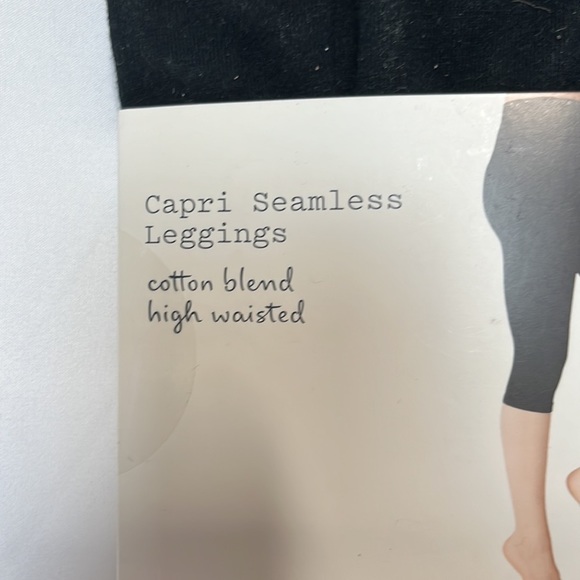 Capri Seamless
Leggings
cotton blend
high waisted